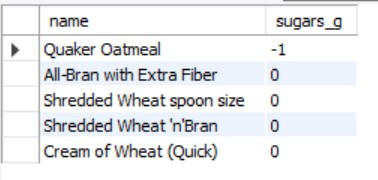 name sugars_g
Quaker Oatmeal -1
All-Bran with Extra Fiber 0
Shredded Wheat spoon size 0
Shredded Wheat 'n'Bran 0
Cream of Wheat (Quick) 0